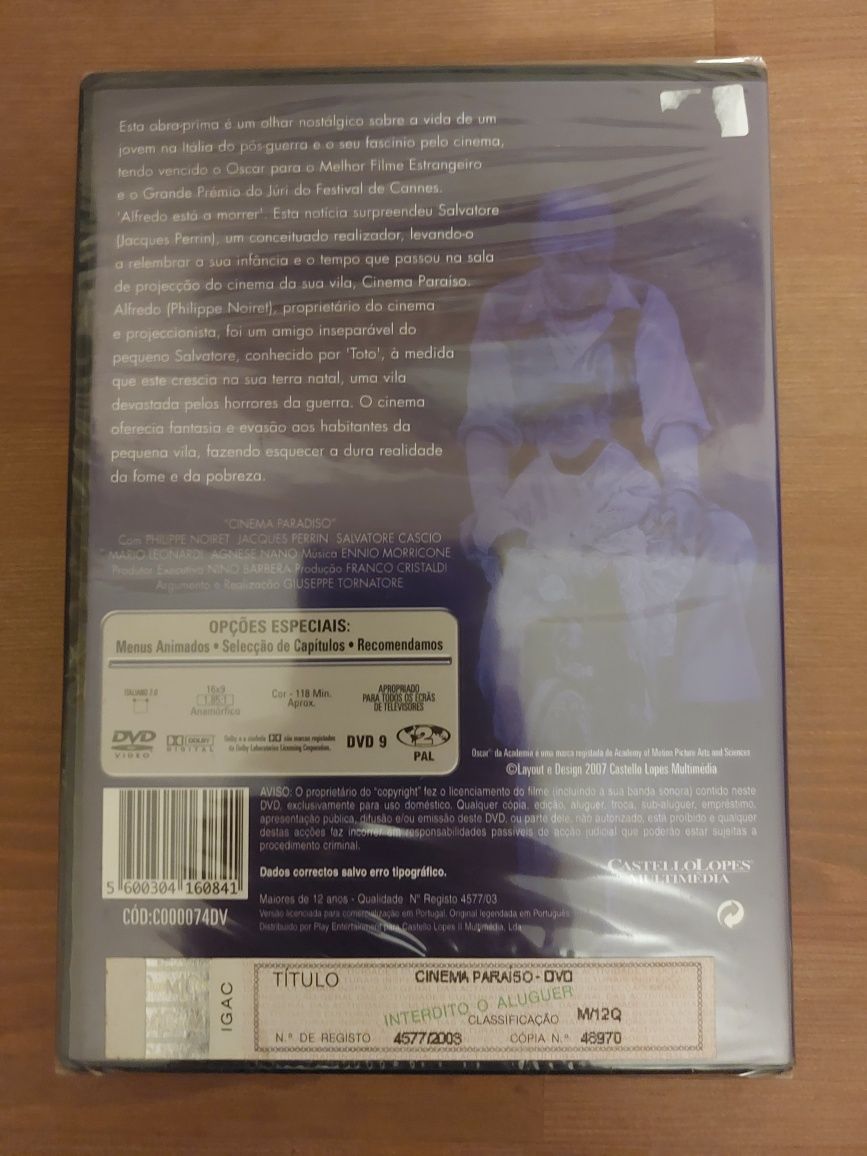 Esta obra-prima é um olhar nostálgico sobre a vida de um
jovem na Itália do pós-guerra e o seu fascínio pelo cinema,
tendo vencido o Oscar para o Melhor Filme Estrangeiro
e o Grande Prémio do Júri do Festival de Cannes.
'Alfredo está a morrer'. Esta notícia surpreendeu Salvatore
(Jacques Perrin), um conceituado realizador, levando-o
a relembrar a sua infância e o tempo que passou na sala
de projecção do cinema da sua vila, Cinema Paraíso.
Alfredo (Philippe Noiret), proprietário do cinema
e projeccionista, foi um amigo inseparável do
pequeno Salvatore, conhecido por 'Toto', à medida
que este crescia na sua terra natal, uma vila
devastada pelos horrores da guerra. O cinema
oferecia fantasia e evasão aos habitantes da
pequena vila, fazendo esquecer a dura realidade
da fome e da pobreza.
"CINEMA PARADISO"
Com PHILIPPE NOIRET JACQUES PERRIN SALVATORE CASCIO
MARIO LEONARDI AGNESE NANO Música ENNIO MORRICONE
Produtor Executivo NINO BARBERA Produção FRANCO CRISTALDI
Argumento e Realização GIUSEPPE TORNATORE
OPÇÕES ESPECIAIS:
Menus Animados • Selecção de Capítulos • Recomendamos
ITALIANO 2.0
16x9
1.85:1
Anamórfico
Cor - 118 Min.
Aprox.
APROPRIADO
PARA TODOS OS ECRÃS
DE TELEVISORES
DVD
VIDEO
DOLBY
DIGITAL
Dolby e o símbolo são marcas registadas
da Dolby Laboratories Licensing Corporation.
DVD 9
2
PAL
Oscar® da Academia é uma marca registada da Academy of Motion Picture Arts and Sciences
©Layout e Design 2007 Castello Lopes Multimédia
AVISO: O proprietário do "copyright" fez o licenciamento do filme (incluindo a sua banda sonora) contido neste
DVD, exclusivamente para uso doméstico. Qualquer cópia, edição, aluguer, troca, sub-aluguer, empréstimo,
apresentação pública, difusão e/ou emissão deste DVD, ou parte dele, não autorizado, está proibido e qualquer
destas acções faz incorrer em responsabilidades passíveis de acção judicial que poderão estar sujeitas a
procedimento criminal.
Dados correctos salvo erro tipográfico.
CASTELLO LOPES
MULTIMÉDIA
5 600304 160841
CÓD:C000074DV
Maiores de 12 anos - Qualidade Nº Registo 4577/03
Versão licenciada para comercialização em Portugal. Original legendada em Português
Distribuído por Play Entertainment para Castello Lopes II Multimédia, Lda
IGAC
TÍTULO CINEMA PARAÍSO - DVD
INTERDITO O ALUGUER
CLASSIFICAÇÃO M/12Q
N.º DE REGISTO 4577/2003 CÓPIA N.º 48970